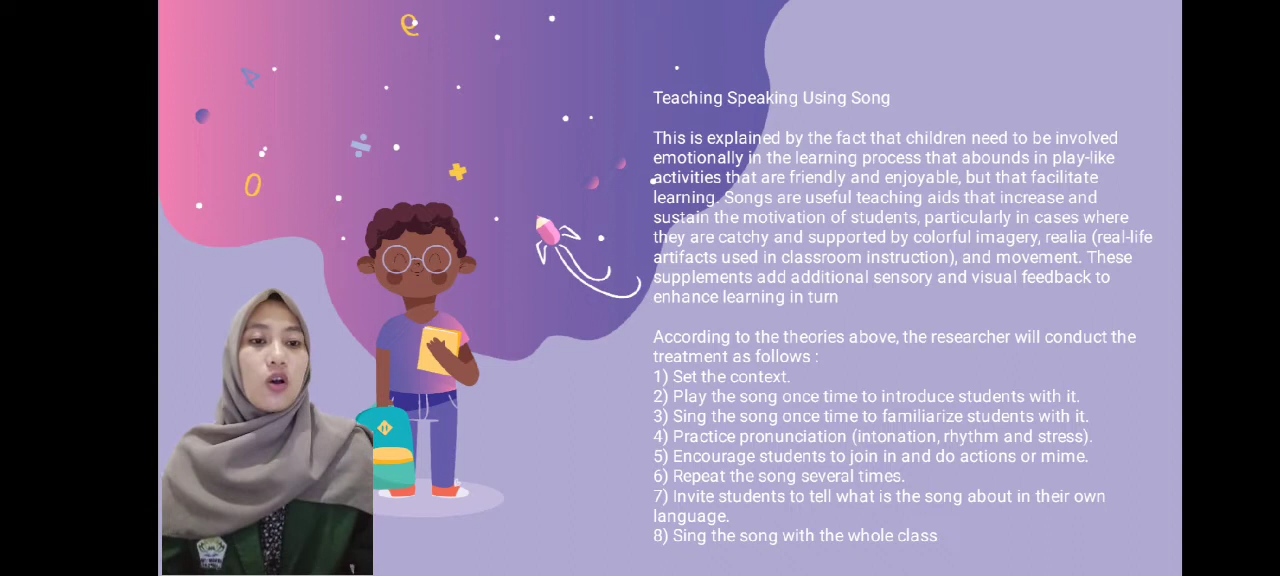 9
4
÷
0
Teaching Speaking Using Song
This is explained by the fact that children need to be involved
emotionally in the learning process that abounds in play-like
activities that are friendly and enjoyable, but that facilitate
learning. Songs are useful teaching aids that increase and
sustain the motivation of students, particularly in cases where
they are catchy and supported by colorful imagery, realia (real-life
artifacts used in classroom instruction), and movement. These
supplements add additional sensory and visual feedback to
enhance learning in turn
According to the theories above, the researcher will conduct the
treatment as follows :
1) Set the context.
2) Play the song once time to introduce students with it.
3) Sing the song once time to familiarize students with it.
4) Practice pronunciation (intonation, rhythm and stress).
5) Encourage students to join in and do actions or mime.
6) Repeat the song several times.
7) Invite students to tell what is the song about in their own
language.
8) Sing the song with the whole class